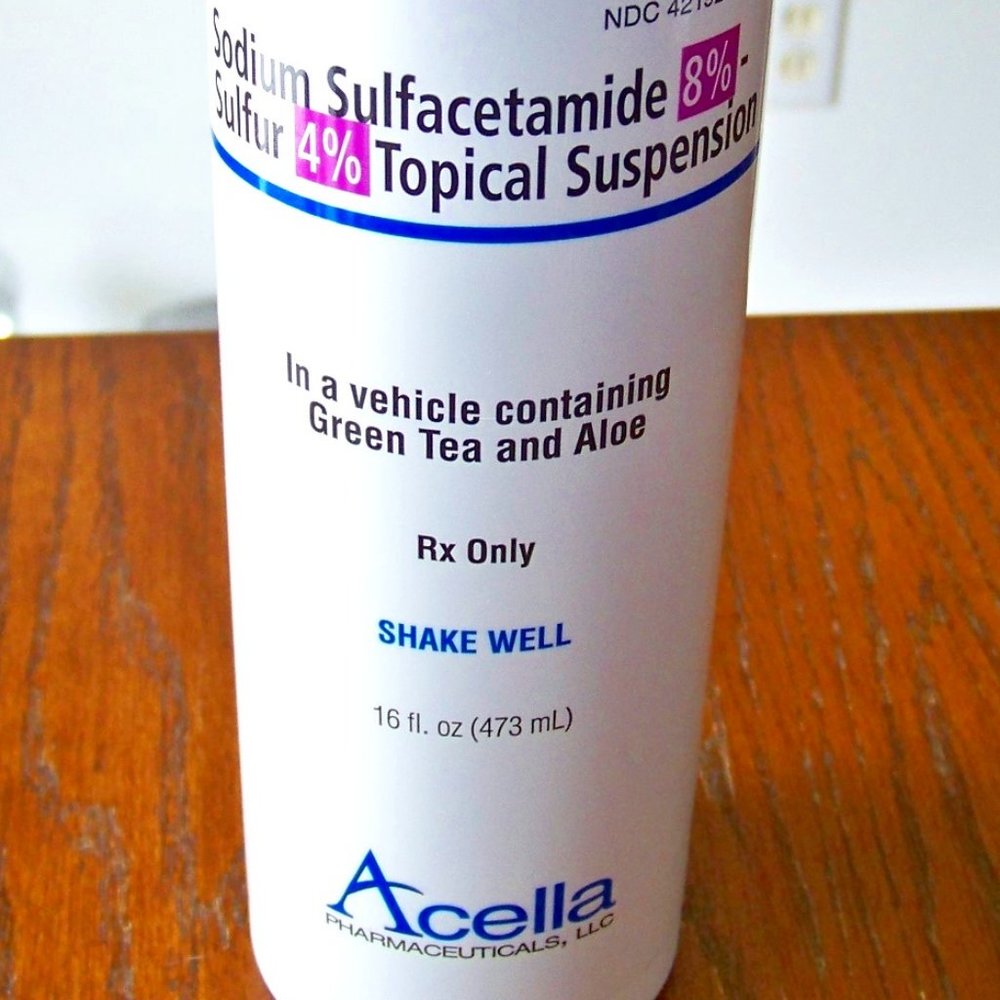 NDC
Sodium Sulfacetamide 8%-
Sulfur 4% Topical Suspension
In a vehicle containing
Green Tea and Aloe
Rx Only
SHAKE WELL
16 fl. oz (473 mL)
Acella
PHARMACEUTICALS, LLC